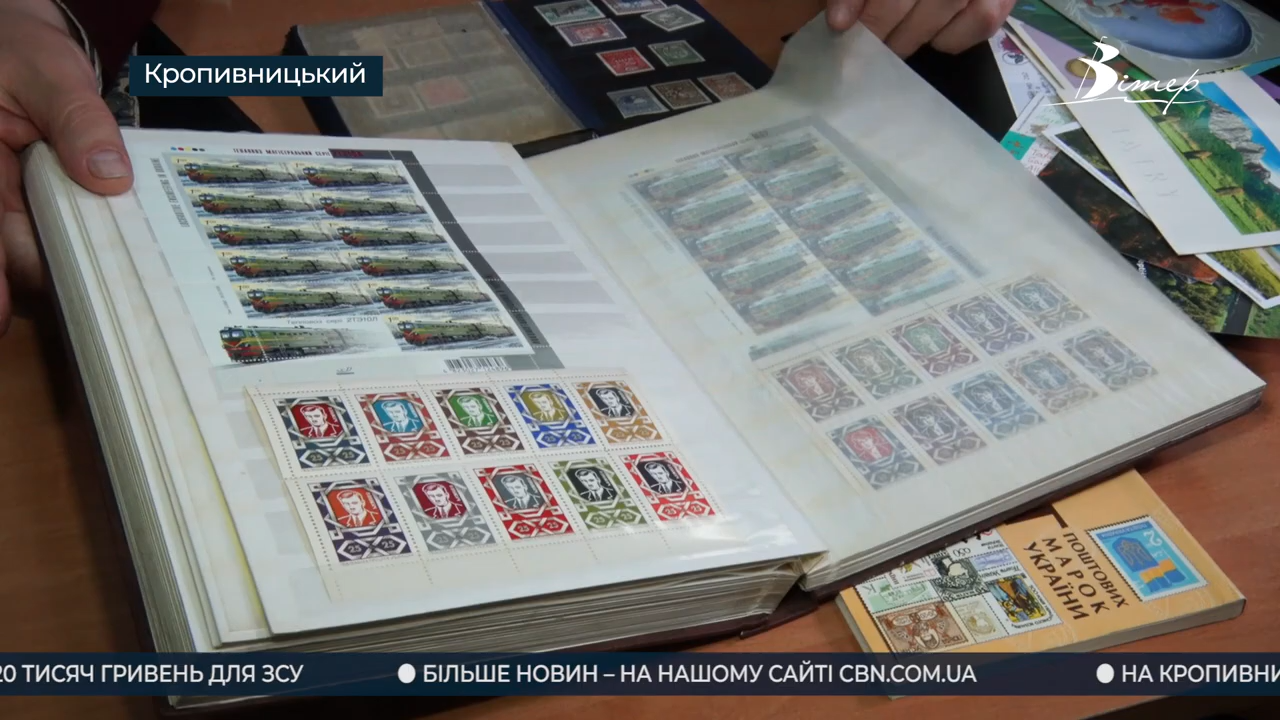 Кропивницький
Вітер
ПОШТОВИХ
МАРОК
УКРАЇНИ
20 ТИСЯЧ ГРИВЕНЬ ДЛЯ ЗСУ
БІЛЬШЕ НОВИН – НА НАШОМУ САЙТІ CBN.COM.UA
НА КРОПИВНИ